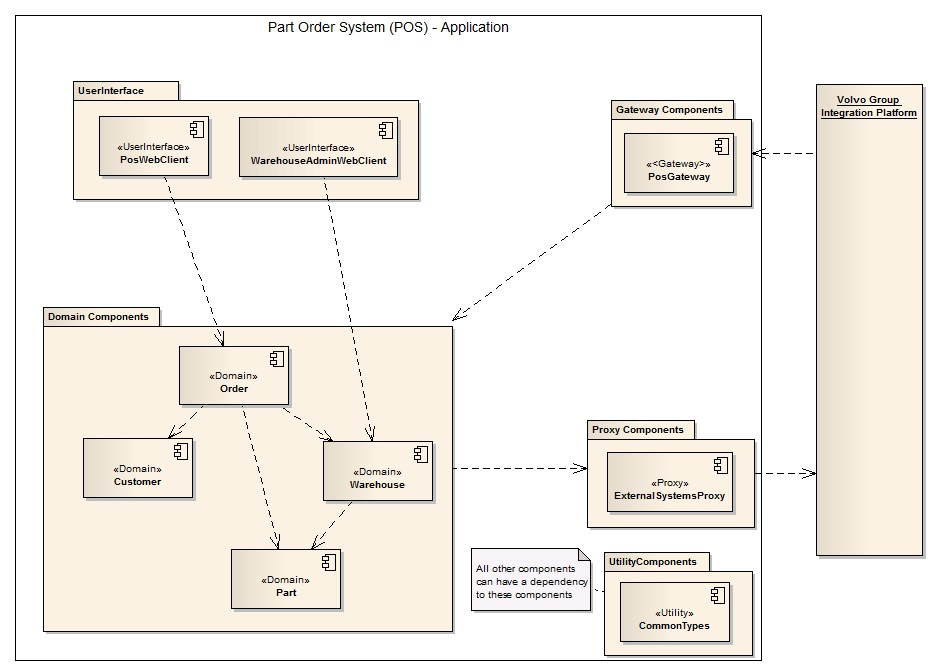 Part Order System (POS) - Application
UserInterface
«UserInterface»
PosWebClient
«UserInterface»
WarehouseAdminWebClient
Gateway Components
«<Gateway>»
PosGateway
Volvo Group
Integration Platform
Domain Components
«Domain»
Order
«Domain»
Customer
«Domain»
Warehouse
«Domain»
Part
Proxy Components
«Proxy»
ExternalSystemsProxy
All other components
can have a dependency
to these components
UtilityComponents
«Utility»
CommonTypes